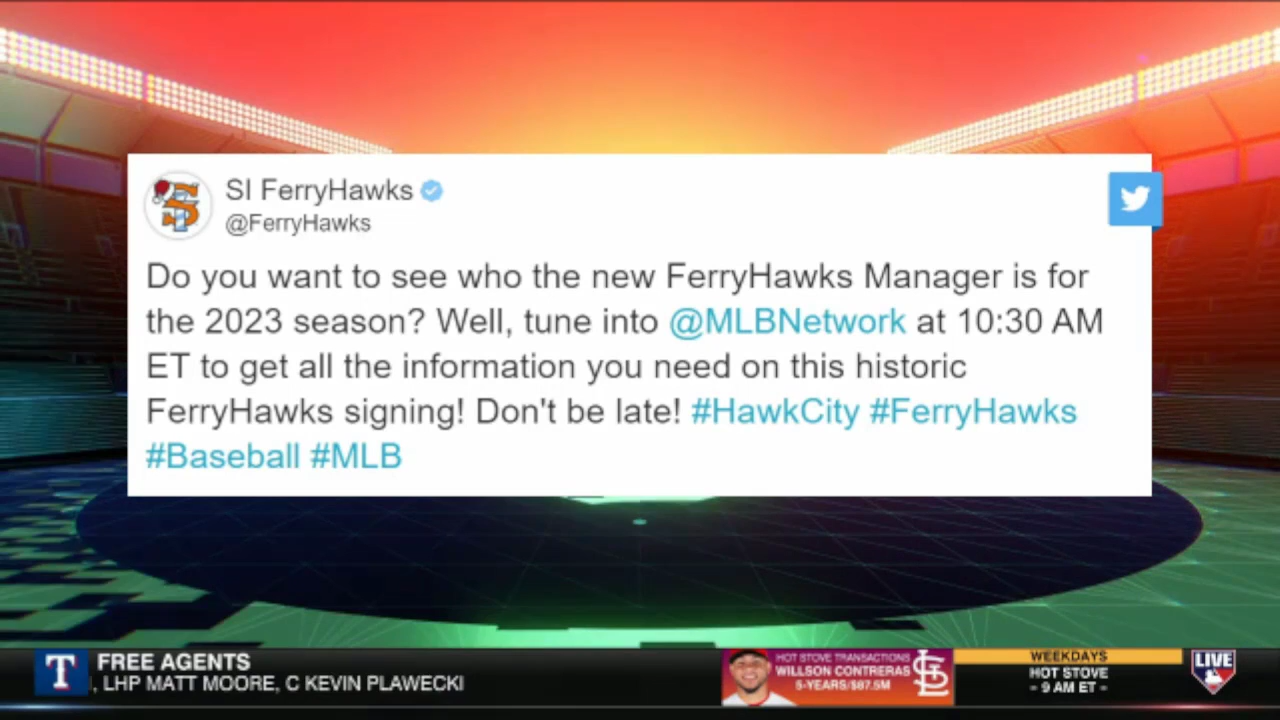 SI FerryHawks
@FerryHawks
Do you want to see who the new FerryHawks Manager is for
the 2023 season? Well, tune into @MLBNetwork at 10:30 AM
ET to get all the information you need on this historic
FerryHawks signing! Don't be late! #HawkCity #FerryHawks
#Baseball #MLB
T
FREE AGENTS
, LHP MATT MOORE, C KEVIN PLAWECKI
HOT STOVE TRANSACTIONS
WILLSON CONTRERAS
5-YEARS/$87.5M
WEEKDAYS
HOT STOVE
- 9 AM ET -
LIVE